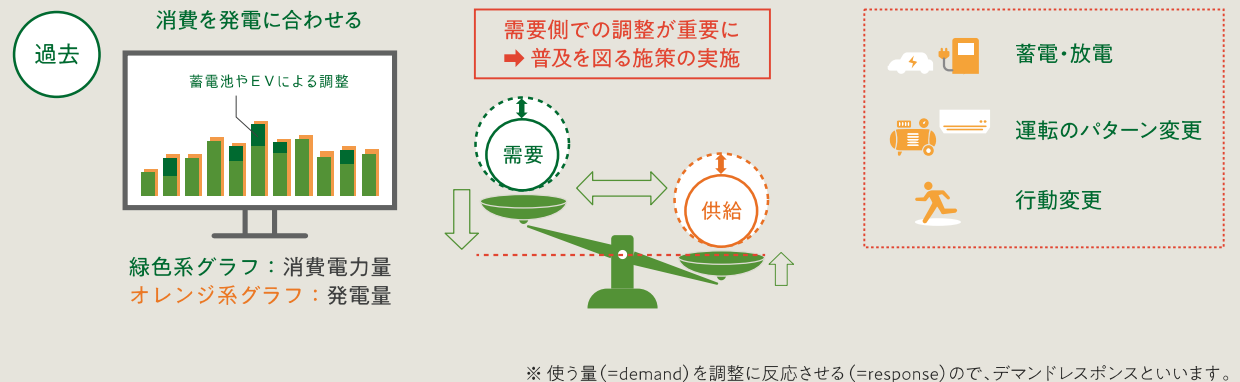 過去
消費を発電に合わせる
蓄電池やEVによる調整
緑色系グラフ：消費電力量
オレンジ系グラフ：発電量
需要側での調整が重要に
➡ 普及を図る施策の実施
需要
供給
蓄電・放電
運転のパターン変更
行動変更
※ 使う量（=demand）を調整に反応させる（=response）ので、デマンドレスポンスといいます。